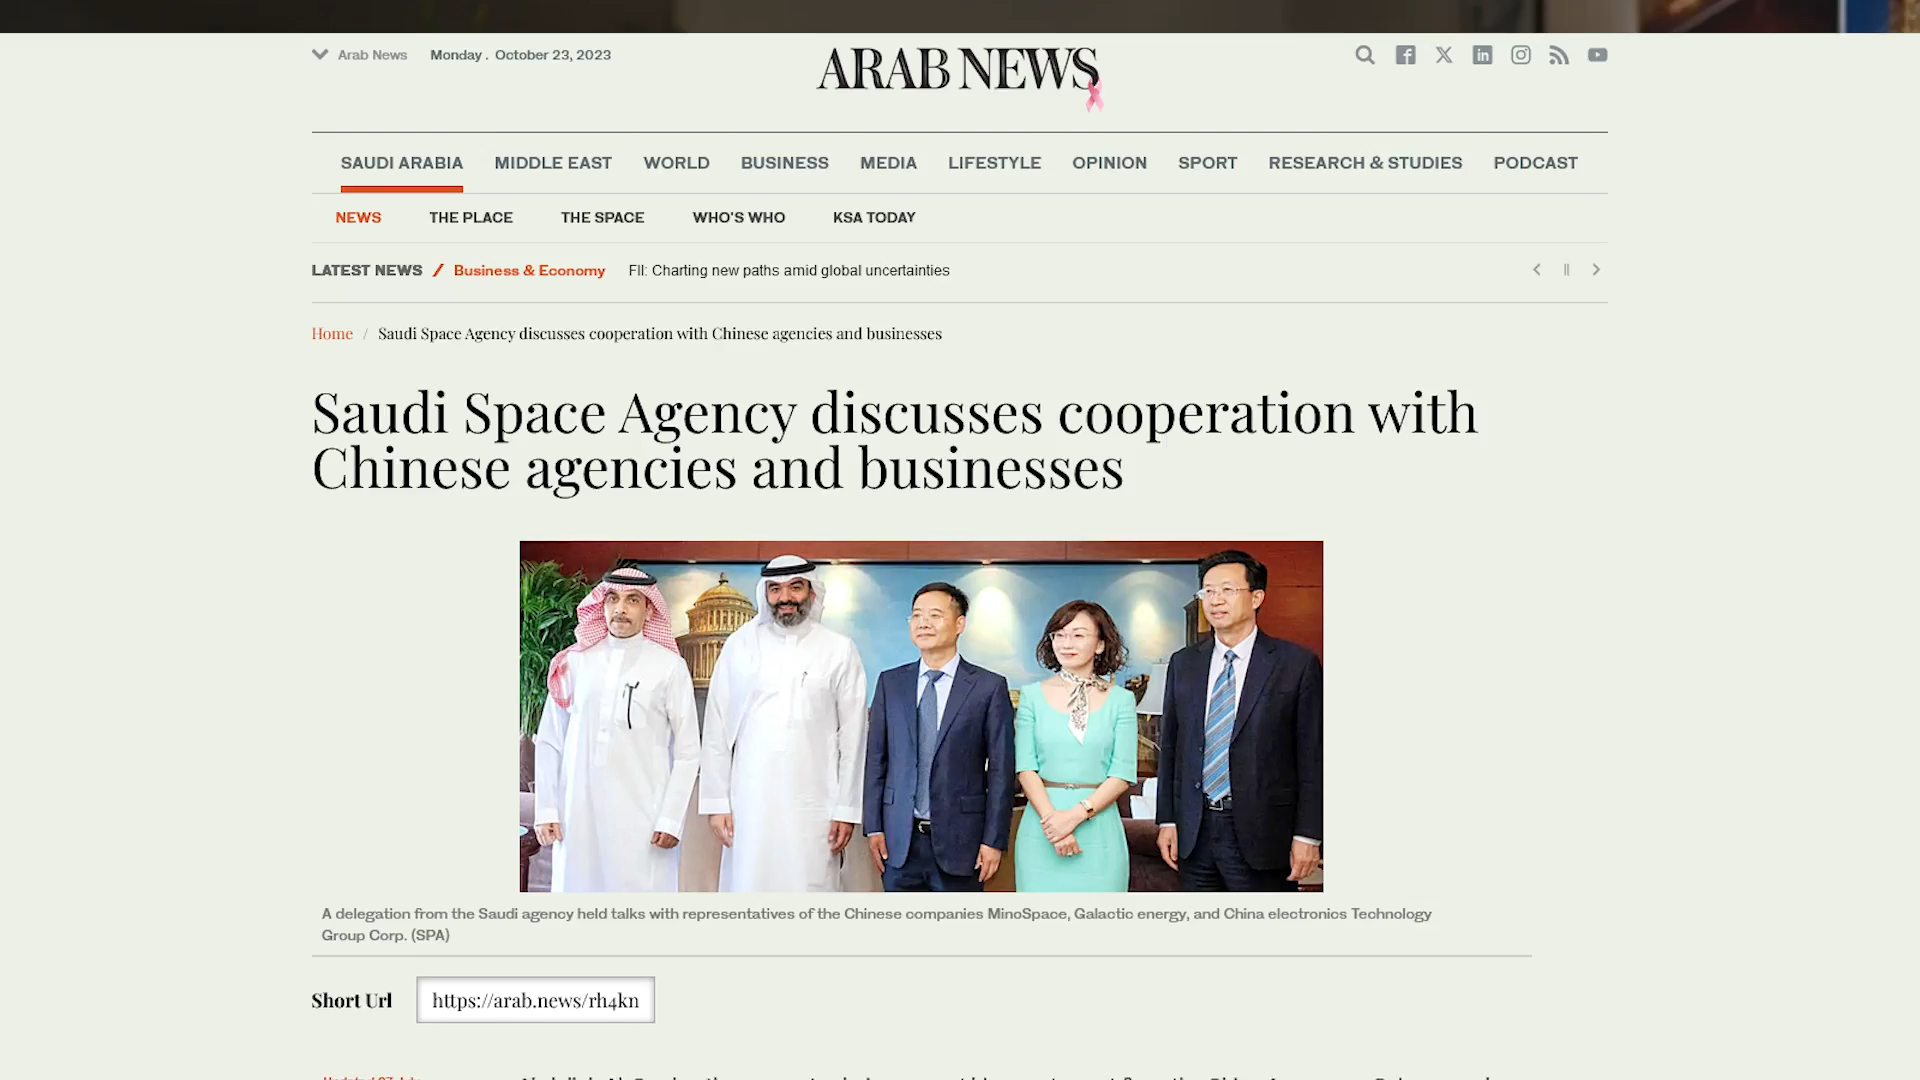 Arab News
Monday . October 23, 2023
ARAB NEWS
SAUDI ARABIA MIDDLE EAST WORLD BUSINESS MEDIA LIFESTYLE OPINION SPORT RESEARCH & STUDIES PODCAST
NEWS THE PLACE THE SPACE WHO'S WHO KSA TODAY
LATEST NEWS / Business & Economy FII: Charting new paths amid global uncertainties
Home / Saudi Space Agency discusses cooperation with Chinese agencies and businesses
Saudi Space Agency discusses cooperation with
Chinese agencies and businesses
A delegation from the Saudi agency held talks with representatives of the Chinese companies MinoSpace, Galactic energy, and China electronics Technology
Group Corp. (SPA)
Short Url https://arab.news/rh4kn